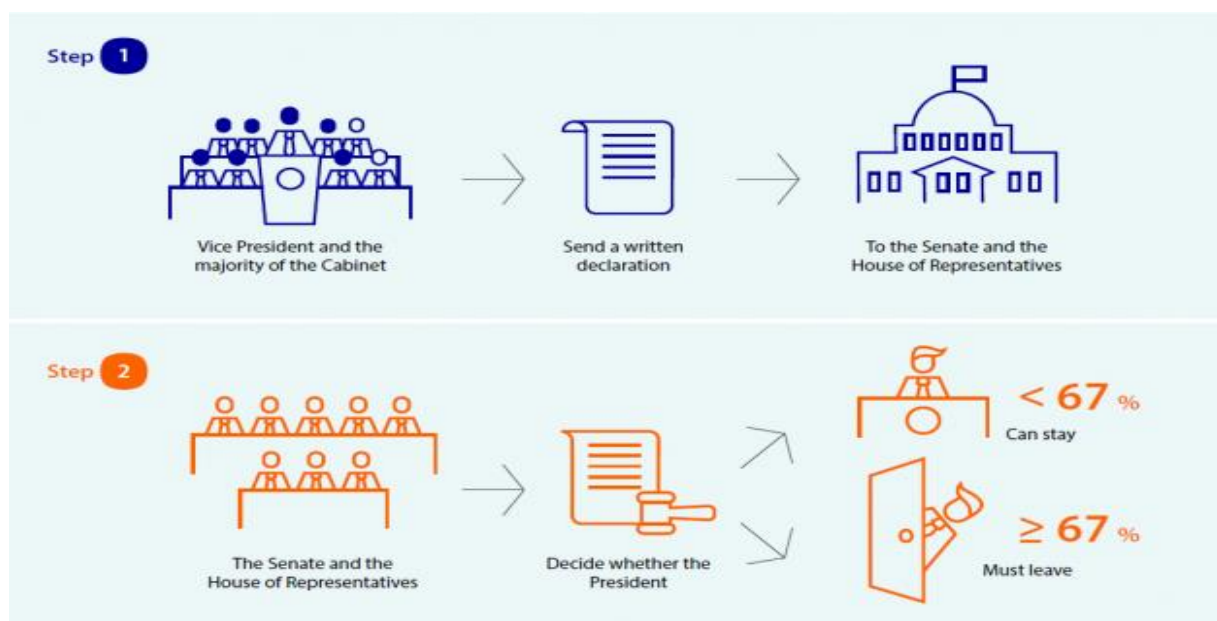 Step 1
Vice President and the
majority of the Cabinet
Send a written
declaration
To the Senate and the
House of Representatives
Step 2
The Senate and the
House of Representatives
Decide whether the
President
< 67 %
Can stay
≥ 67 %
Must leave